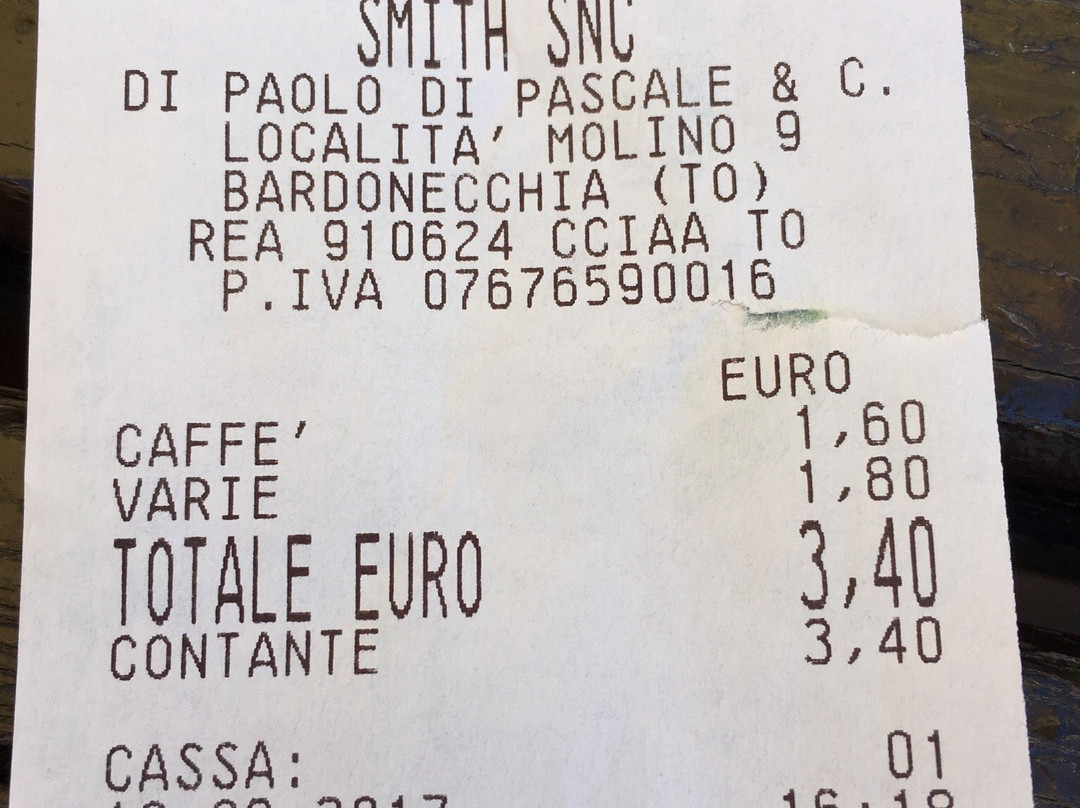 SMITH SNC
DI PAOLO DI PASCALE & C.
LOCALITA' MOLINO 9
BARDONECCHIA (TO)
REA 910624 CCIAA TO
P.IVA 07676590016
EURO
CAFFE' 1,60
VARIE 1,80
TOTALE EURO 3,40
CONTANTE 3,40
CASSA: 01